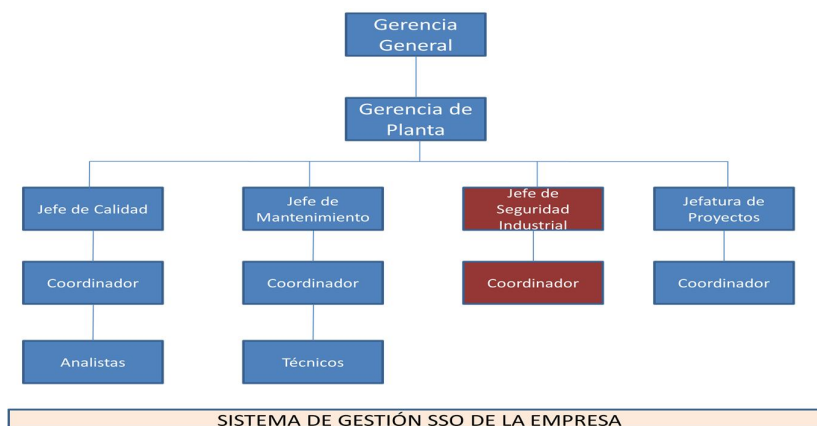 Gerencia
General
Gerencia de
Planta
Jefe de Calidad
Jefe de
Mantenimiento
Jefe de
Seguridad
Industrial
Jefatura de
Proyectos
Coordinador
Coordinador
Coordinador
Coordinador
Analistas
Técnicos
SISTEMA DE GESTIÓN SSO DE LA EMPRESA